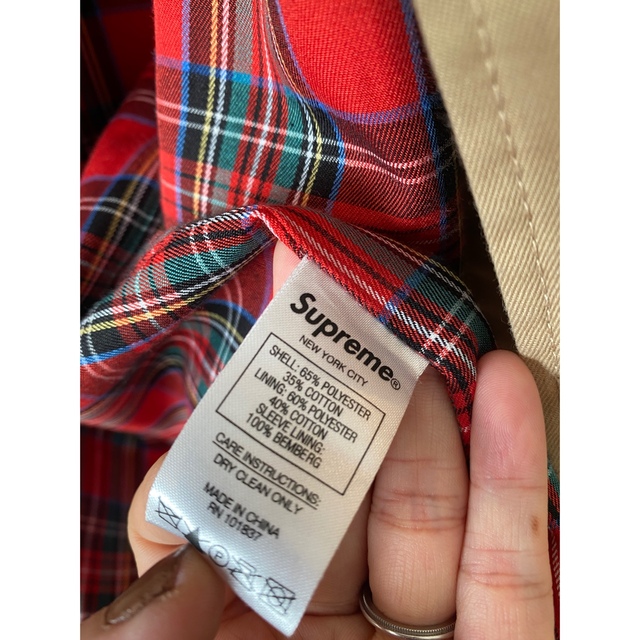 Supreme®
NEW YORK CITY
SHELL: 65% POLYESTER
35% COTTON
LINING: 60% POLYESTER
40% COTTON
SLEEVE LINING:
100% BEMBERG
CARE INSTRUCTIONS:
DRY CLEAN ONLY
MADE IN CHINA
RN 101837
P